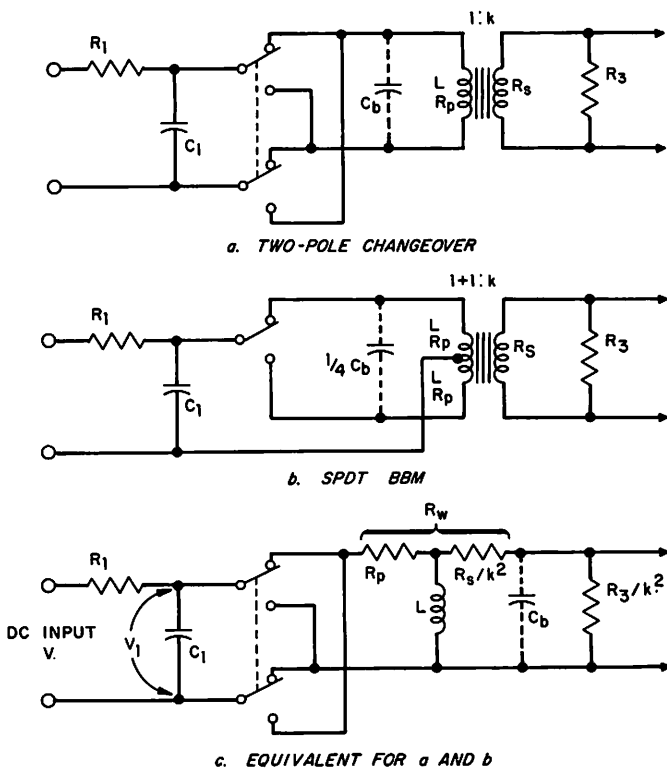 1:k
R1
C1
Cb
L
Rp
Rs
R3
a. TWO-POLE CHANGEOVER
1+1:k
R1
C1
1/4 Cb
L
Rp
L
Rp
RS
R3
b. SPDT BBM
Rw
R1
Rp
Rs/k²
DC INPUT
V.
V1
C1
L
Cb
R3/k²
c. EQUIVALENT FOR a AND b